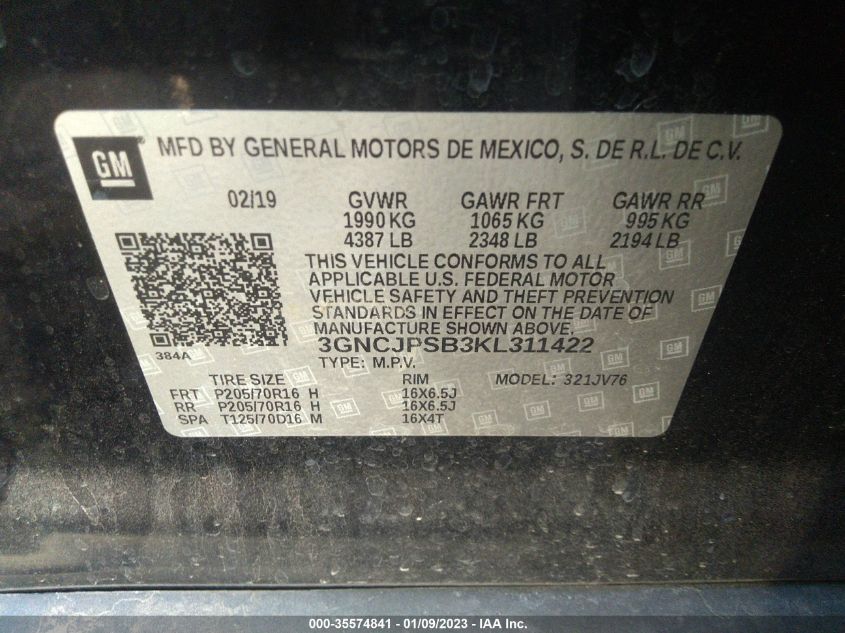 GM
MFD BY GENERAL MOTORS DE MEXICO, S. DE R.L. DE C.V.
02/19 GVWR GAWR FRT GAWR RR
1990 KG 1065 KG 995 KG
4387 LB 2348 LB 2194 LB
THIS VEHICLE CONFORMS TO ALL
APPLICABLE U.S. FEDERAL MOTOR
VEHICLE SAFETY AND THEFT PREVENTION
STANDARDS IN EFFECT ON THE DATE OF
MANUFACTURE SHOWN ABOVE.
384A 3GNCJPSB3KL311422
TYPE: M.P.V.
TIRE SIZE RIM MODEL: 321JV76
FRT P205/70R16 H 16X6.5J
RR P205/70R16 H 16X6.5J
SPA T125/70D16 M 16X4T
000-35574841 - 01/09/2023 - IAA Inc.